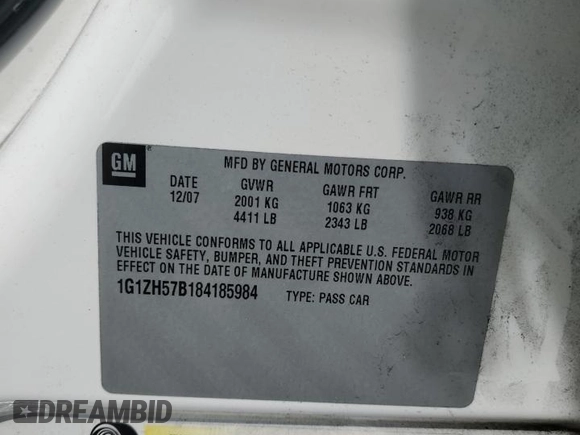 GM
MFD BY GENERAL MOTORS CORP.
DATE GVWR GAWR FRT GAWR RR
12/07 2001 KG 1063 KG 938 KG
4411 LB 2343 LB 2068 LB
THIS VEHICLE CONFORMS TO ALL APPLICABLE U.S. FEDERAL MOTOR
VEHICLE SAFETY, BUMPER, AND THEFT PREVENTION STANDARDS IN
EFFECT ON THE DATE OF MANUFACTURE SHOWN ABOVE.
1G1ZH57B184185984 TYPE: PASS CAR
DREAMBID